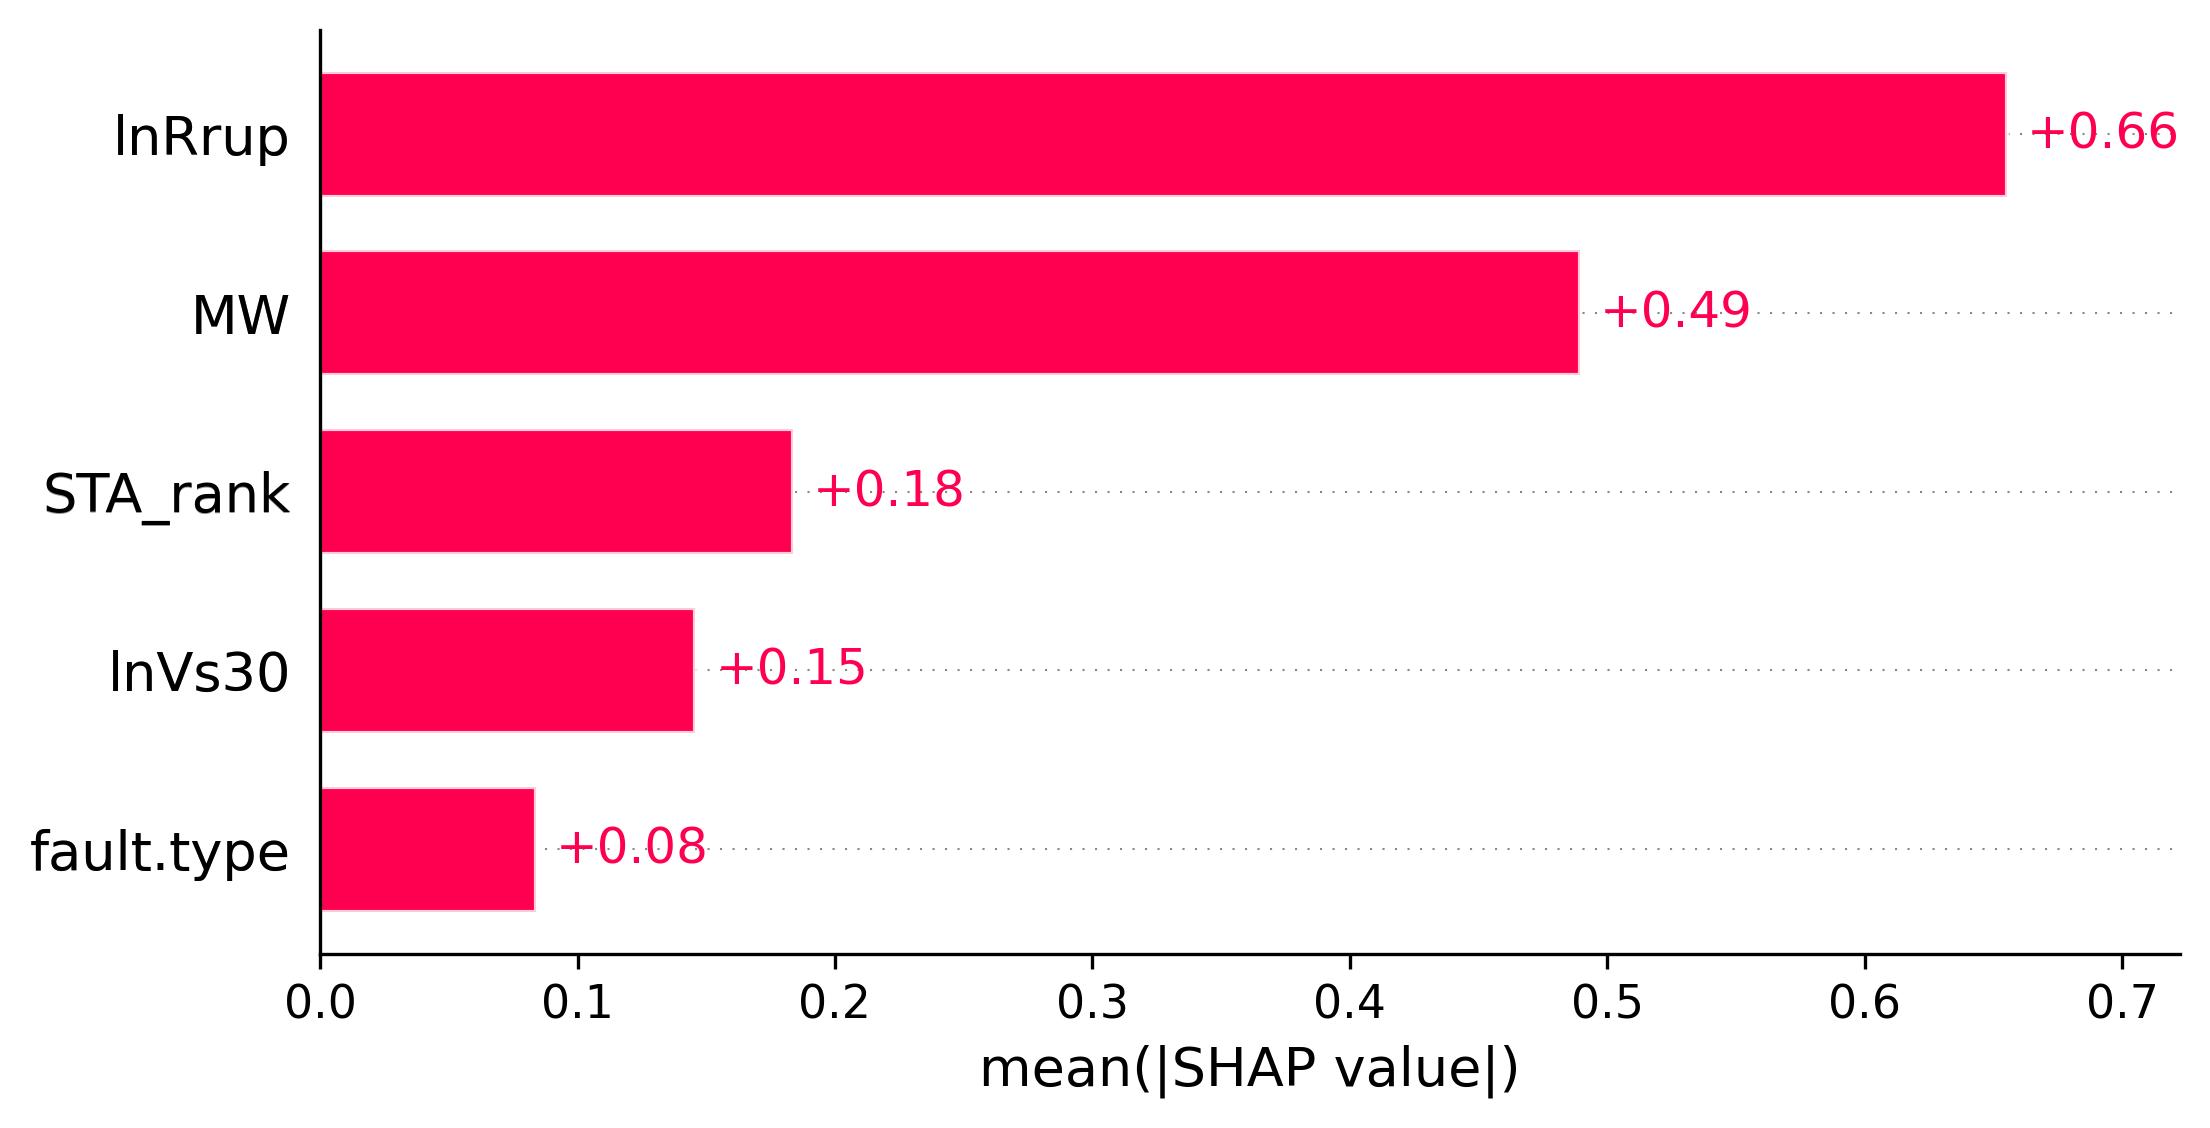 lnRrup +0.66
MW +0.49
STA_rank +0.18
lnVs30 +0.15
fault.type +0.08
0.0 0.1 0.2 0.3 0.4 0.5 0.6 0.7
mean(|SHAP value|)